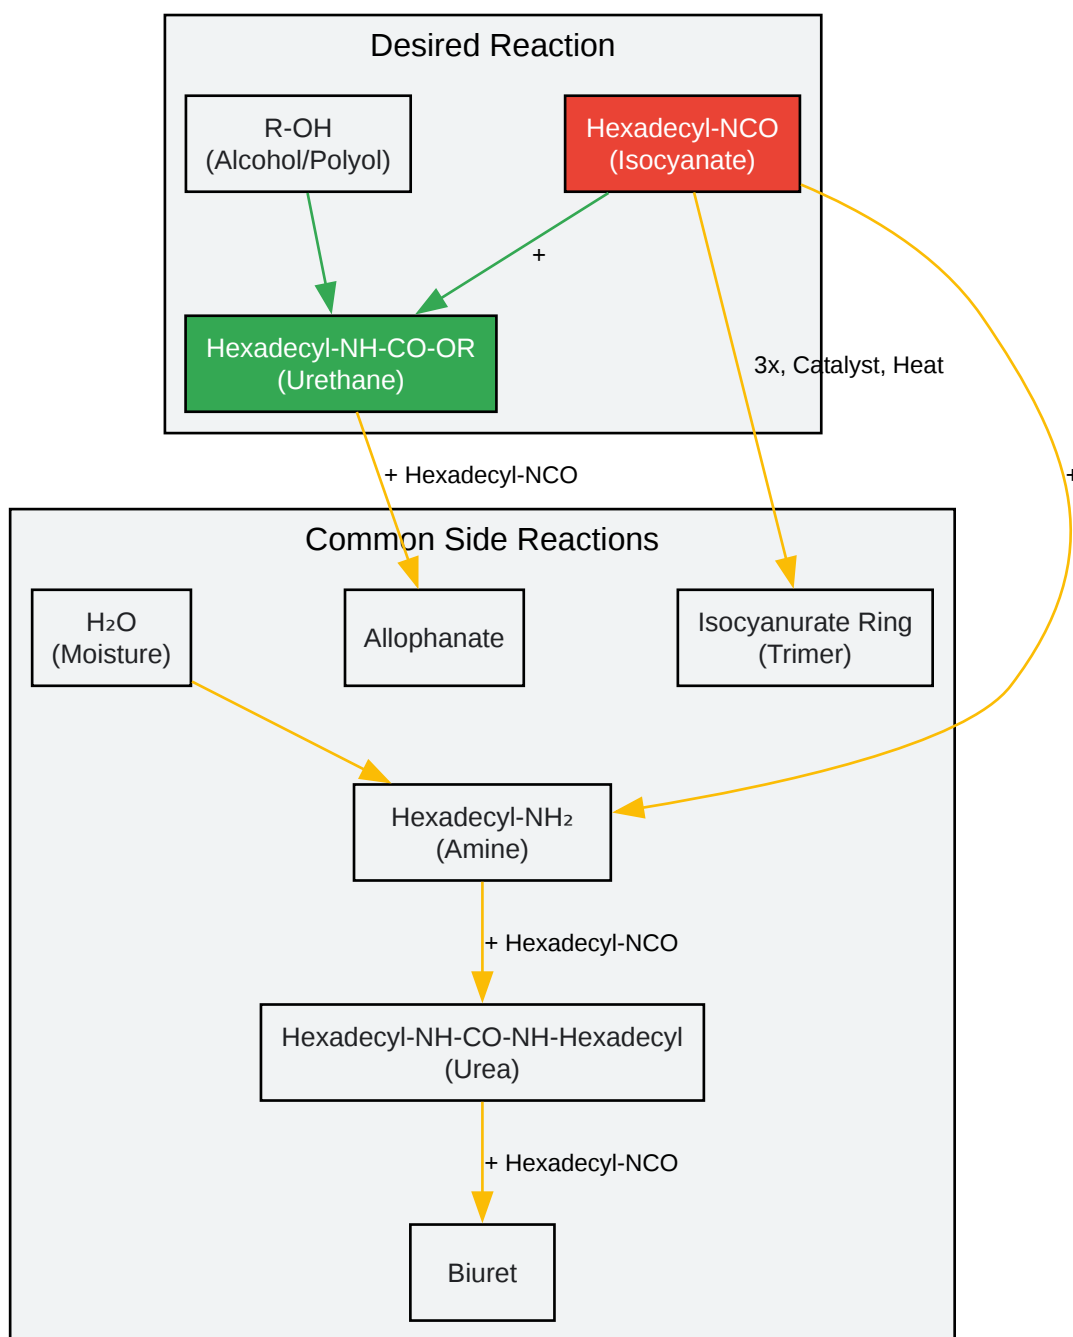 Desired Reaction
R-OH
(Alcohol/Polyol)
Hexadecyl-NCO
(Isocyanate)
+
Hexadecyl-NH-CO-OR
(Urethane)
3x, Catalyst, Heat
+ Hexadecyl-NCO
+
Common Side Reactions
H₂O
(Moisture)
Allophanate
Isocyanurate Ring
(Trimer)
Hexadecyl-NH₂
(Amine)
+ Hexadecyl-NCO
Hexadecyl-NH-CO-NH-Hexadecyl
(Urea)
+ Hexadecyl-NCO
Biuret